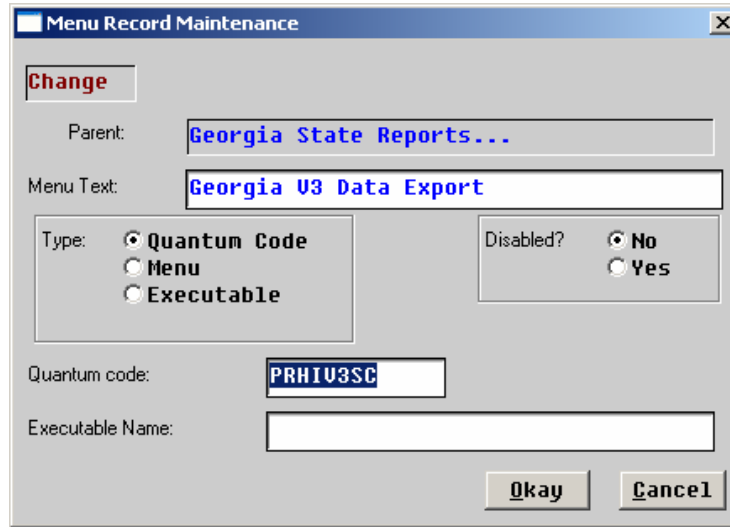 Menu Record Maintenance
Change
Parent: Georgia State Reports...
Menu Text: Georgia V3 Data Export
Type: Quantum Code Disabled? No
Menu Yes
Executable
Quantum code: PRHIV3SC
Executable Name:
Okay Cancel